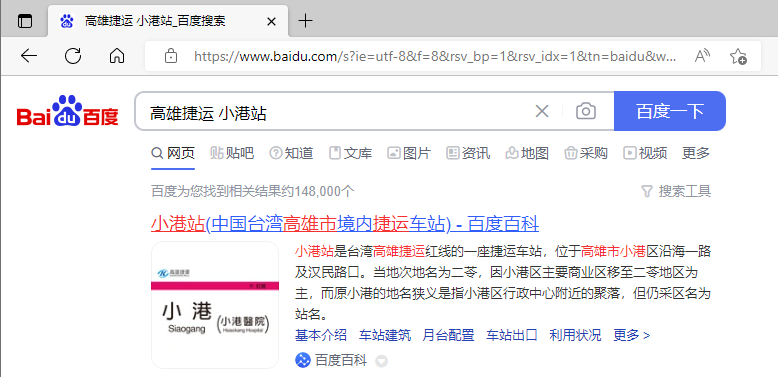 高雄捷运 小港站_百度搜索
https://www.baidu.com/s?ie=utf-8&f=8&rsv_bp=1&rsv_idx=1&tn=baidu&w...
Bai du 百度
高雄捷运 小港站
百度一下
网页 贴吧 知道 文库 图片 资讯 地图 采购 视频 更多
百度为您找到相关结果约148,000个
搜索工具
小港站(中国台湾高雄市境内捷运车站) - 百度百科
高雄捷運
小港
Siaogang
(小港醫院)
小港站是台湾高雄捷运红线的一座捷运车站，位于高雄市小港区沿海一路
及汉民路口。当地次地名为二苓，因小港区主要商业区移至二苓地区为
主，而原小港的地名狭义是指小港区行政中心附近的聚落，但仍采区名为
站名。
基本介绍 车站建筑 月台配置 车站出口 利用状况 更多 >
百度百科